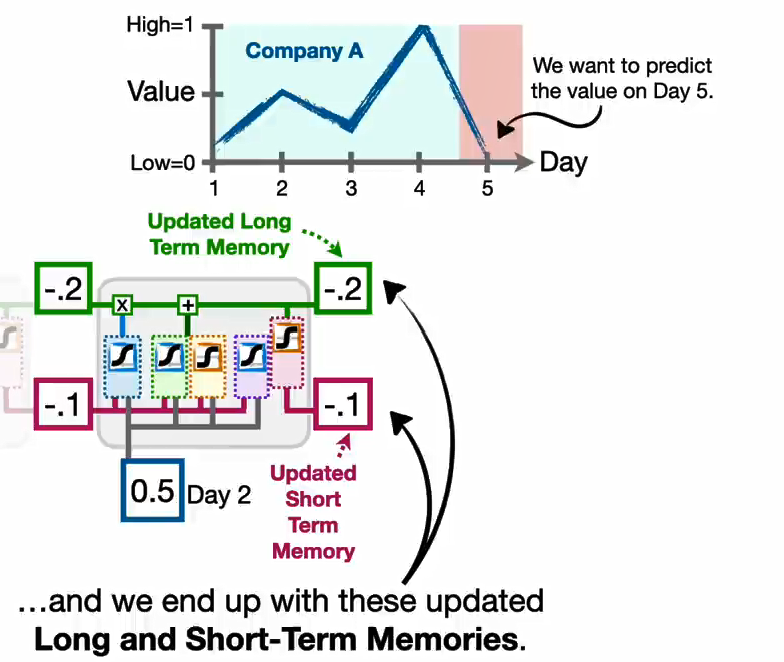 High=1
Company A
Value
We want to predict
the value on Day 5.
Low=0
Day
1 2 3 4 5
Updated Long
Term Memory
-.2
x
+
-.2
-.1
-.1
0.5
Day 2
Updated
Short
Term
Memory
...and we end up with these updated
Long and Short-Term Memories.